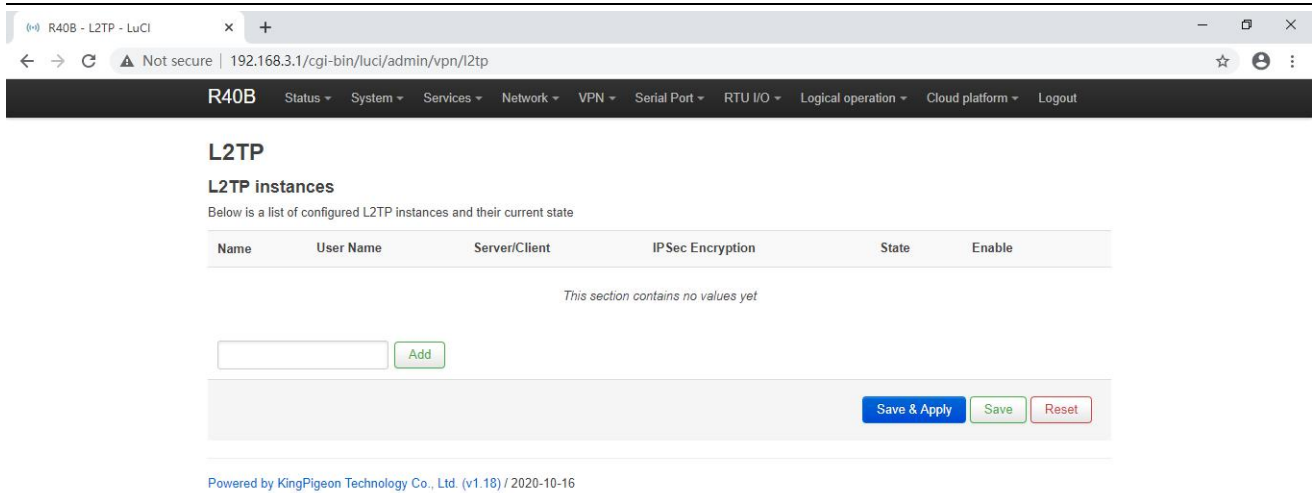 R40B - L2TP - LuCI
Not secure | 192.168.3.1/cgi-bin/luci/admin/vpn/l2tp
R40B Status System Services Network VPN Serial Port RTU I/O Logical operation Cloud platform Logout
L2TP
L2TP instances
Below is a list of configured L2TP instances and their current state
Name User Name Server/Client IPSec Encryption State Enable
This section contains no values yet
Add
Save & Apply Save Reset
Powered by KingPigeon Technology Co., Ltd. (v1.18) / 2020-10-16